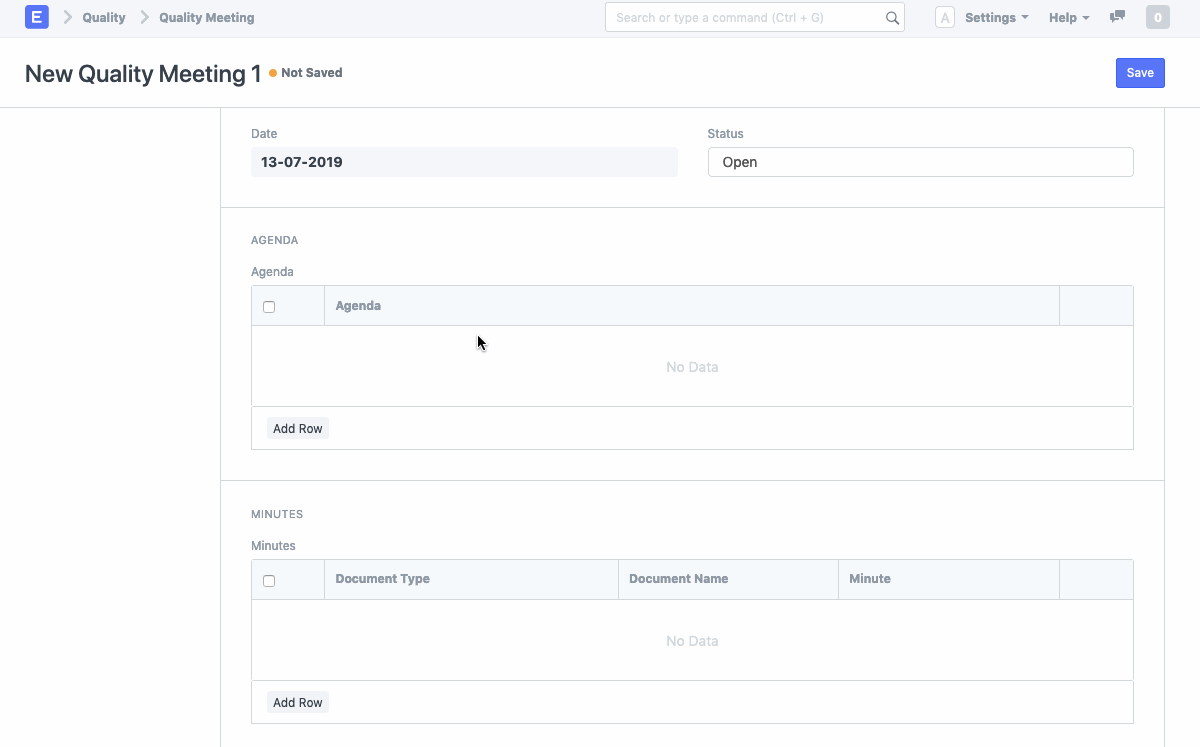 E Quality Quality Meeting Search or type a command (Ctrl + G) A Settings Help 0
New Quality Meeting 1 Not Saved Save
Date Status
13-07-2019 Open
AGENDA
Agenda
Agenda
No Data
Add Row
MINUTES
Minutes
Document Type Document Name Minute
No Data
Add Row